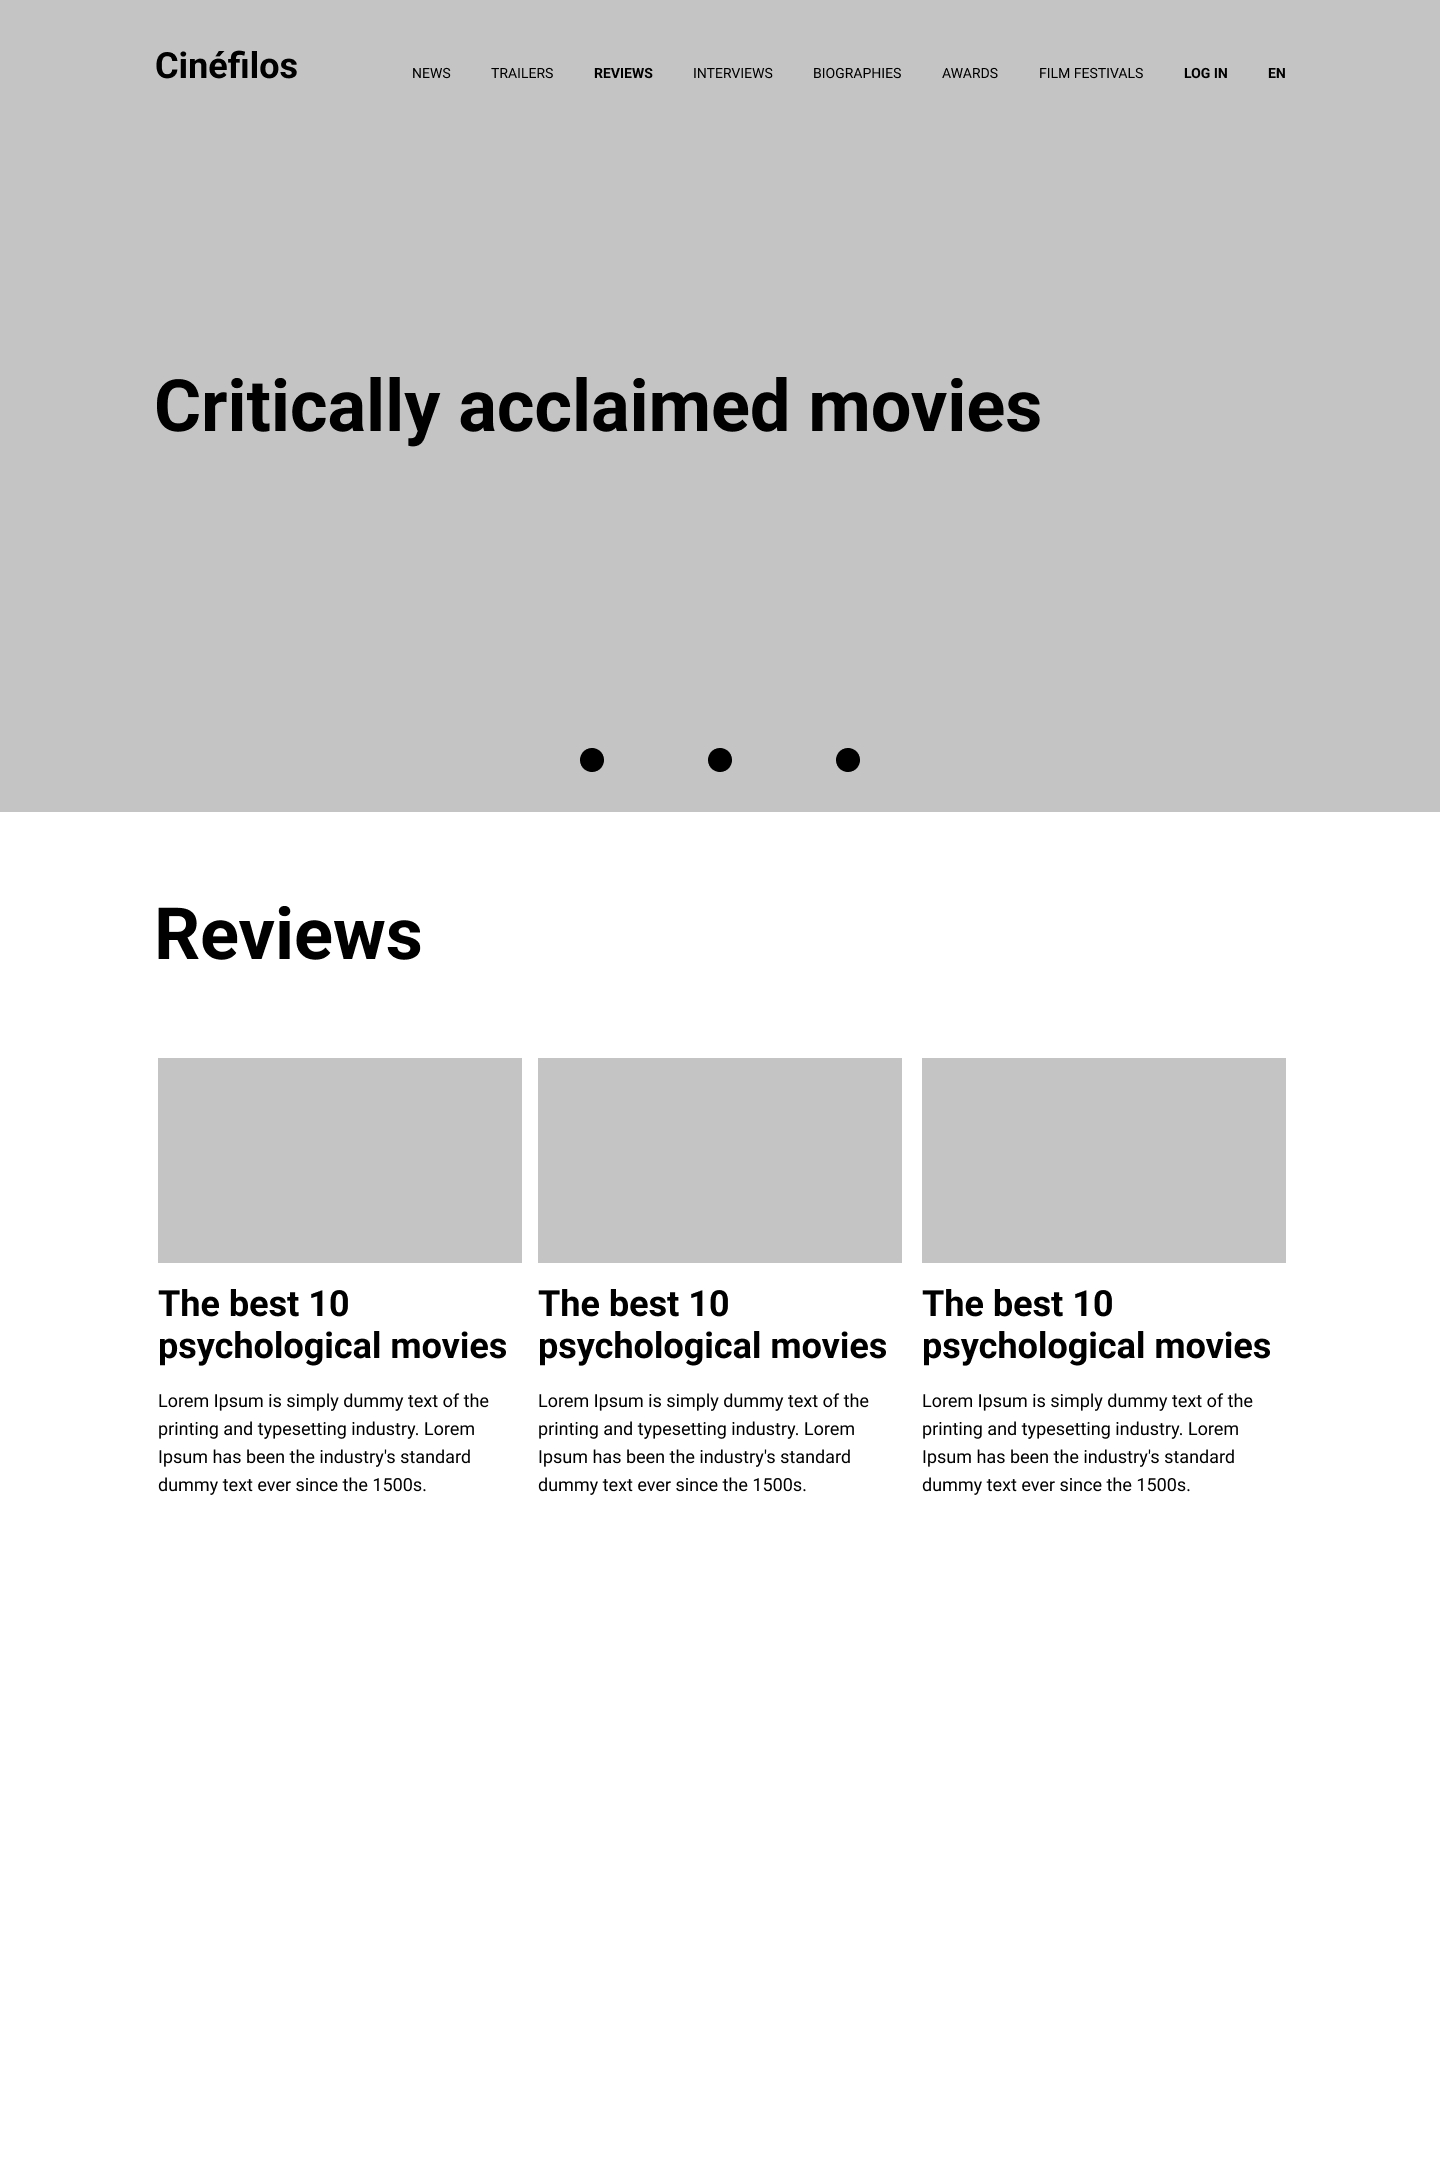 Cinéfilos
NEWS TRAILERS REVIEWS INTERVIEWS BIOGRAPHIES AWARDS FILM FESTIVALS LOG IN EN
Critically acclaimed movies
Reviews
The best 10
psychological movies
Lorem Ipsum is simply dummy text of the
printing and typesetting industry. Lorem
Ipsum has been the industry's standard
dummy text ever since the 1500s.
The best 10
psychological movies
Lorem Ipsum is simply dummy text of the
printing and typesetting industry. Lorem
Ipsum has been the industry's standard
dummy text ever since the 1500s.
The best 10
psychological movies
Lorem Ipsum is simply dummy text of the
printing and typesetting industry. Lorem
Ipsum has been the industry's standard
dummy text ever since the 1500s.